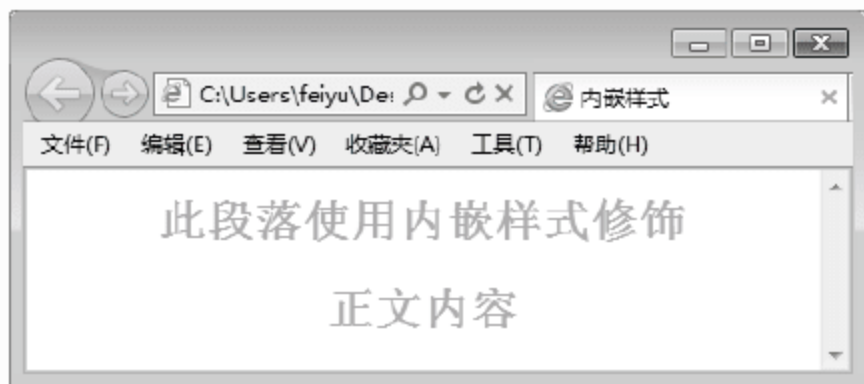 C:\Users\feiyu\De: 内嵌样式
文件(F) 编辑(E) 查看(V) 收藏夹(A) 工具(T) 帮助(H)
此段落使用内嵌样式修饰
正文内容